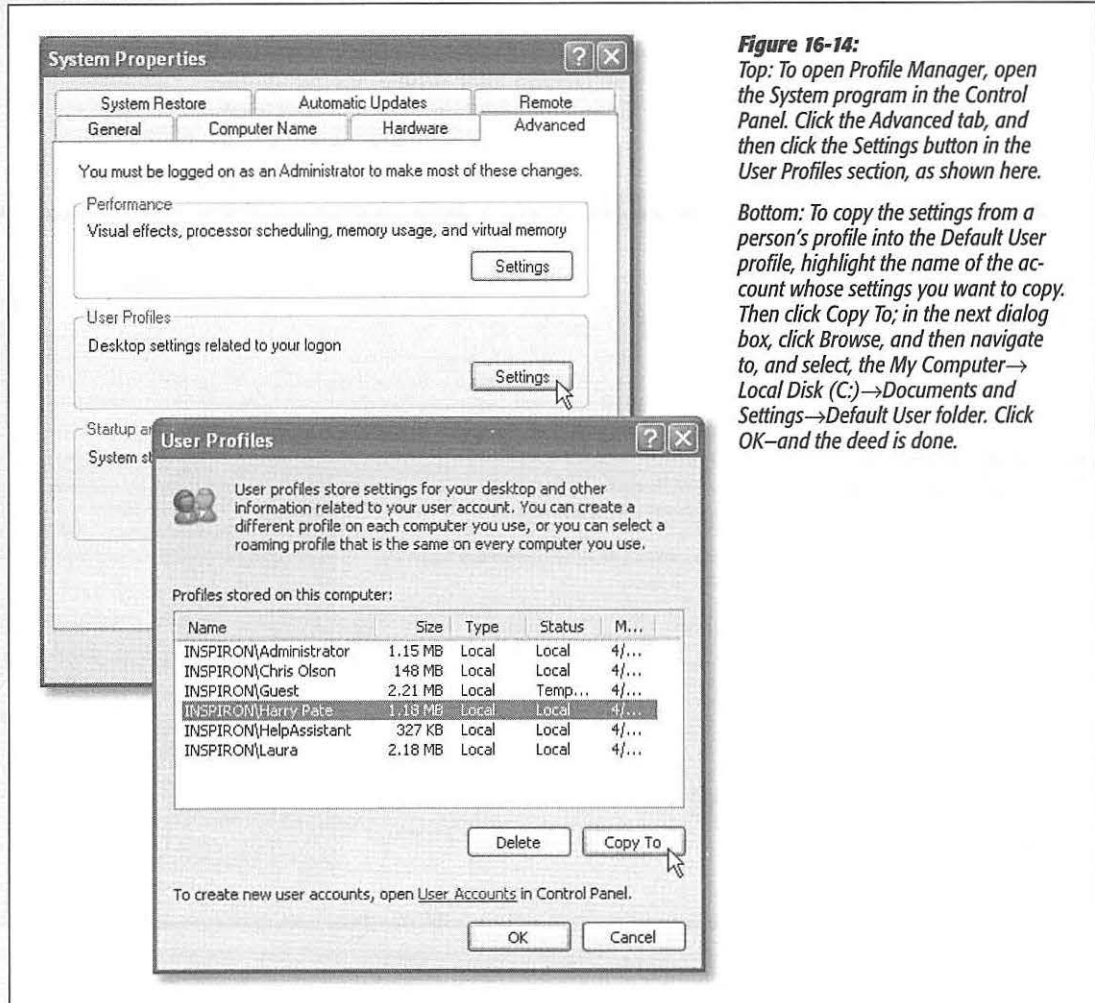 System Properties
System Restore
Automatic Updates
Remote
General
Computer Name
Hardware
Advanced
You must be logged on as an Administrator to make most of these changes.
Performance
Visual effects, processor scheduling, memory usage, and virtual memory
Settings
User Profiles
Desktop settings related to your logon
Settings
Startup a
System st
User Profiles
User profiles store settings for your desktop and other
information related to your user account. You can create a
different profile on each computer you use, or you can select a
roaming profile that is the same on every computer you use.
Profiles stored on this computer:
Name Size Type Status M...
INSPIRON\Administrator 1.15 MB Local Local 4/...
INSPIRON\Chris Olson 148 MB Local Local 4/...
INSPIRON\Guest 2.21 MB Local Temp... 4/...
INSPIRON\Harry Pate 1.18 MB Local Local 4/...
INSPIRON\HelpAssistant 327 KB Local Local 4/...
INSPIRON\Laura 2.18 MB Local Local 4/...
Delete
Copy To
To create new user accounts, open User Accounts in Control Panel.
OK
Cancel
Figure 16-14:
Top: To open Profile Manager, open
the System program in the Control
Panel. Click the Advanced tab, and
then click the Settings button in the
User Profiles section, as shown here.
Bottom: To copy the settings from a
person's profile into the Default User
profile, highlight the name of the ac-
count whose settings you want to copy.
Then click Copy To; in the next dialog
box, click Browse, and then navigate
to, and select, the My Computer→
Local Disk (C:)→Documents and
Settings→Default User folder. Click
OK—and the deed is done.